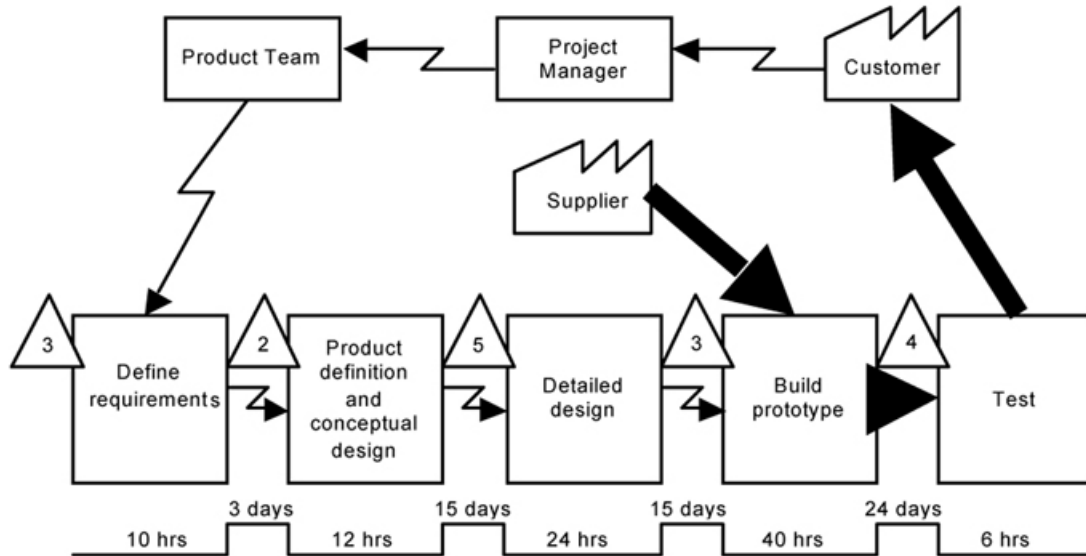 Product Team
Project
Manager
Customer
Supplier
3
Define
requirements
2
Product
definition
and
conceptual
design
5
Detailed
design
3
Build
prototype
4
Test
10 hrs
3 days
12 hrs
15 days
24 hrs
15 days
40 hrs
24 days
6 hrs